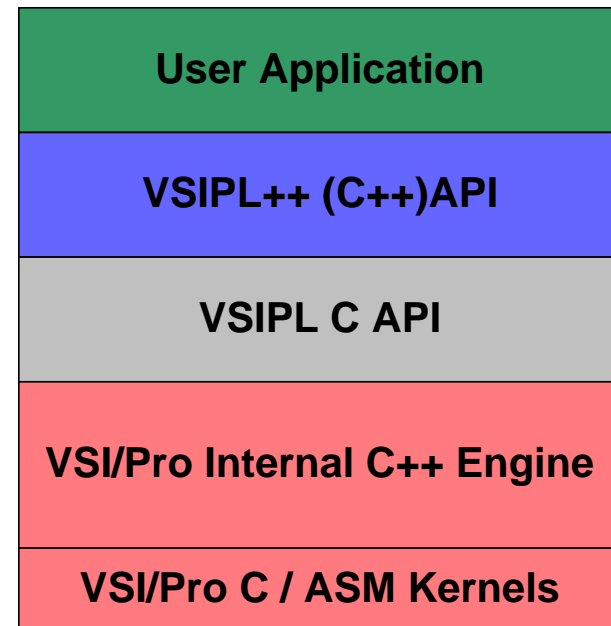 User Application
VSIPL++ (C++)API
VSIPL C API
VSI/Pro Internal C++ Engine
VSI/Pro C / ASM Kernels